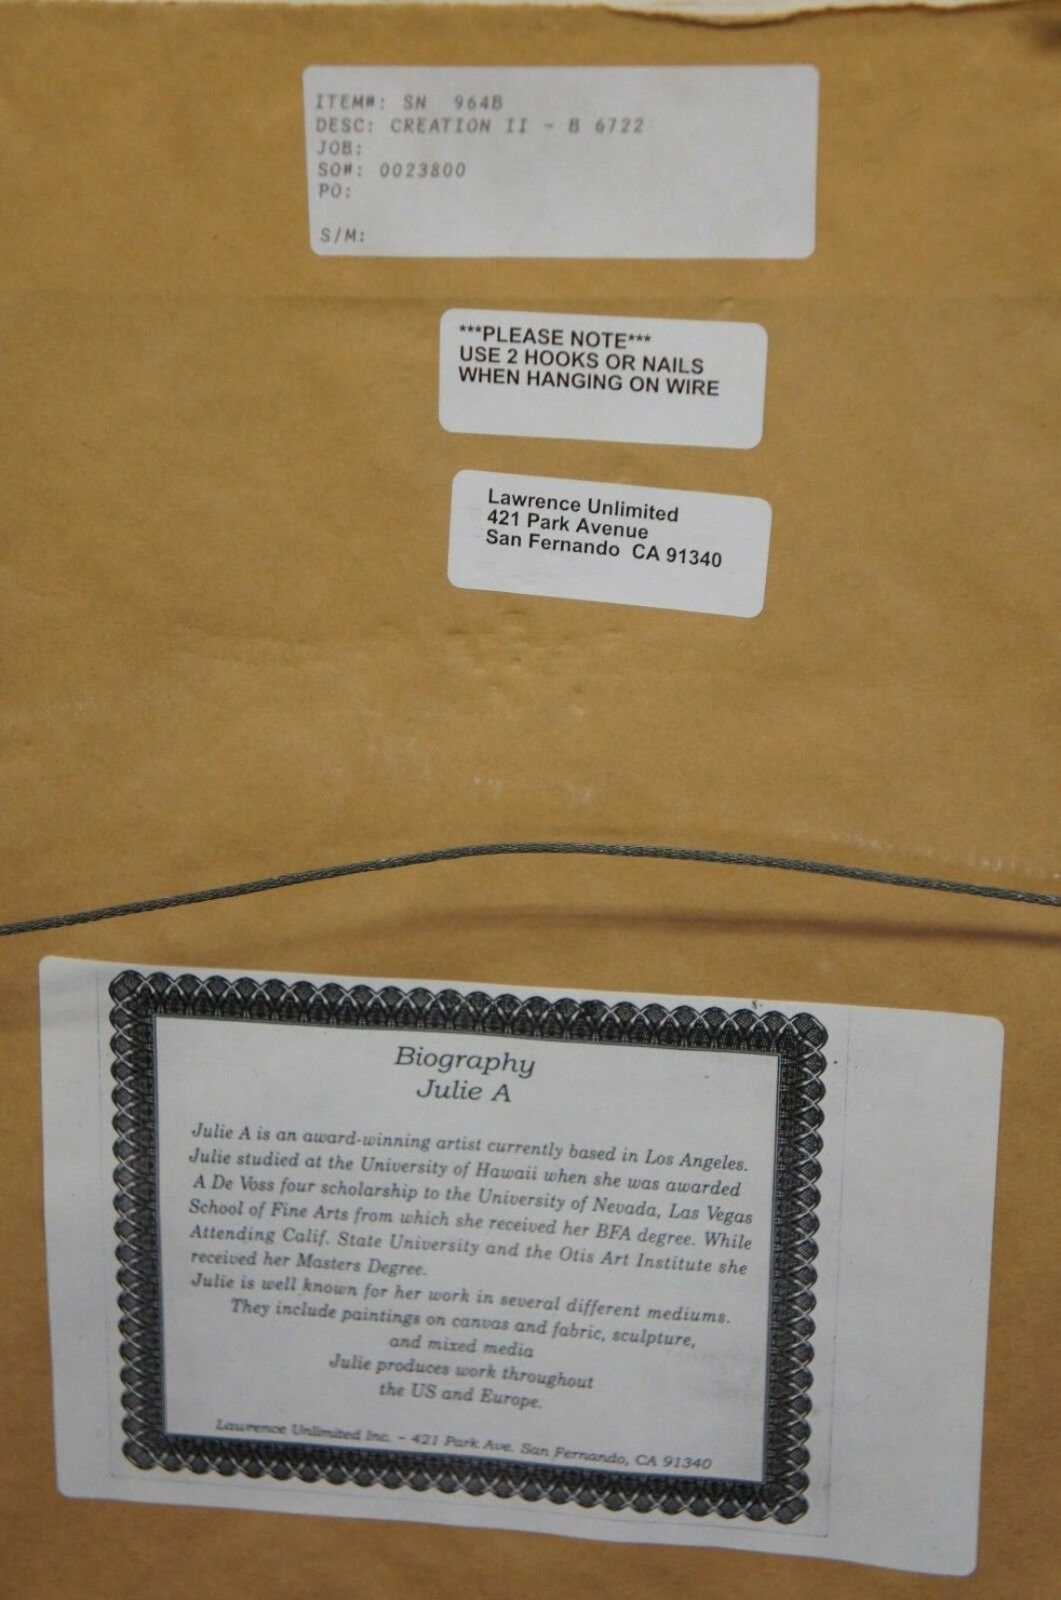 ITEM#: SN 964B
DESC: CREATION II - B 6722
JOB:
SO#: 0023800
PO:
S/M:
***PLEASE NOTE***
USE 2 HOOKS OR NAILS
WHEN HANGING ON WIRE
Lawrence Unlimited
421 Park Avenue
San Fernando CA 91340
Biography
Julie A
Julie A is an award-winning artist currently based in Los Angeles.
Julie studied at the University of Hawaii when she was awarded
A De Voss four scholarship to the University of Nevada, Las Vegas
School of Fine Arts from which she received her BFA degree. While
Attending Calif. State University and the Otis Art Institute she
received her Masters Degree.
Julie is well known for her work in several different mediums.
They include paintings on canvas and fabric, sculpture,
and mixed media
Julie produces work throughout
the US and Europe.
Lawrence Unlimited Inc. - 421 Park Ave. San Fernando, CA 91340